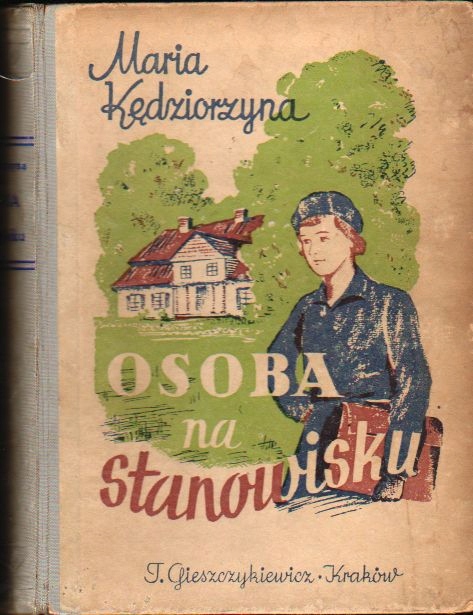 Maria
Kędziorzyna
OSOBA
na
stanowisku
T. Gieszczykiewicz · Kraków